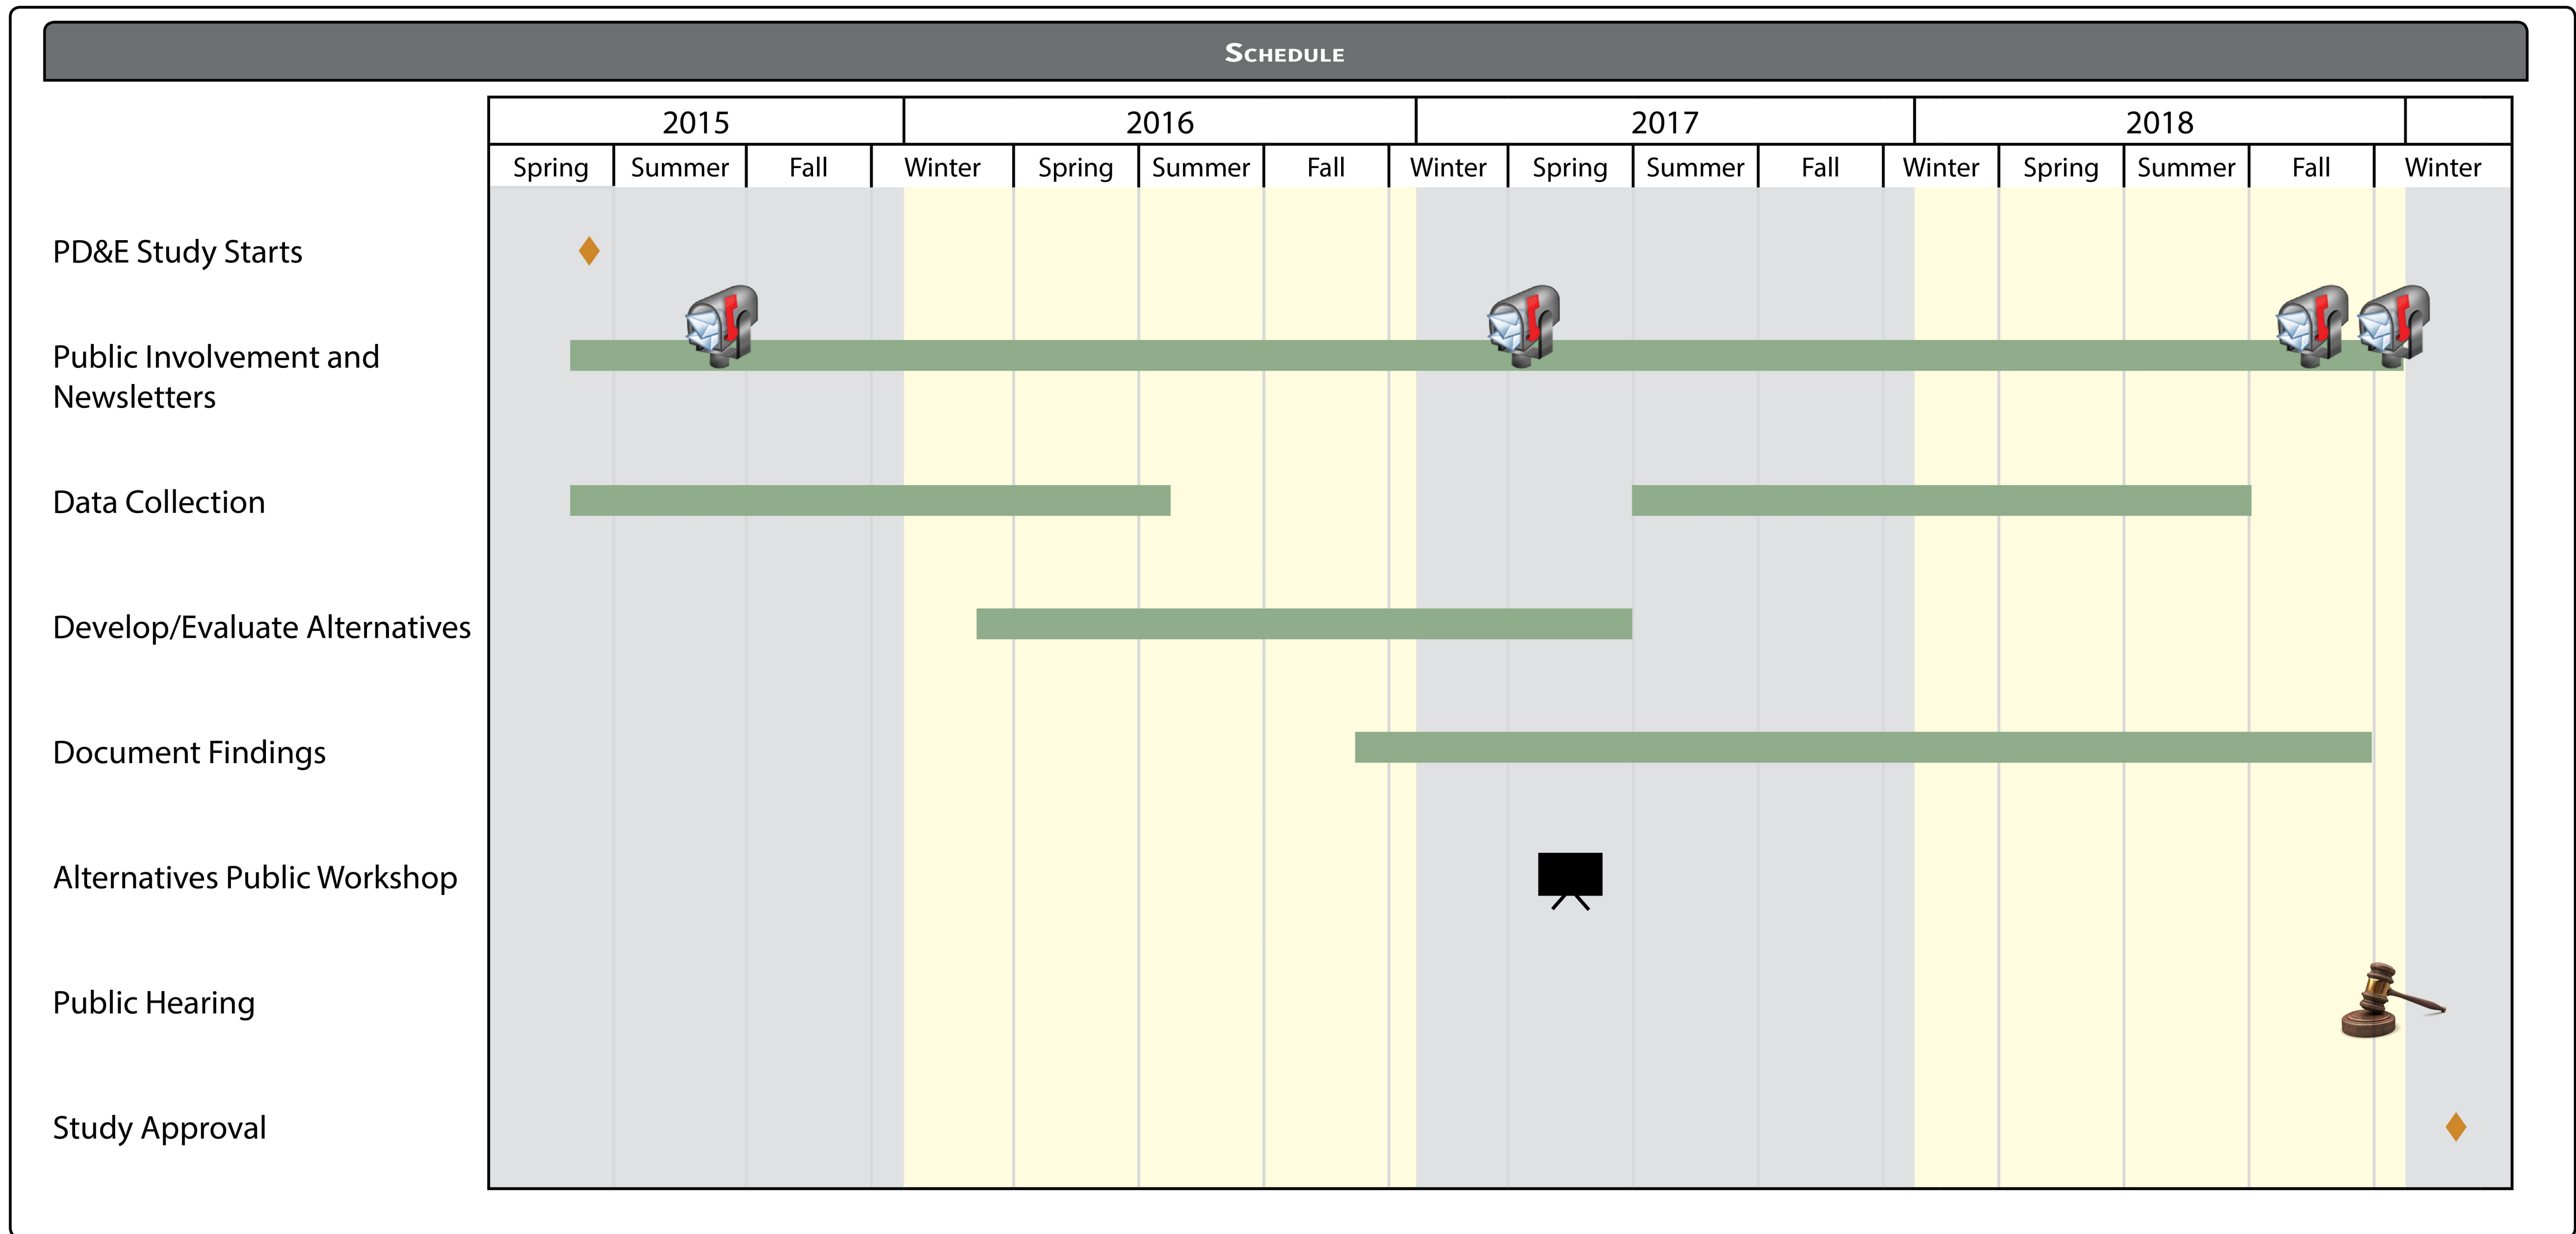 SCHEDULE
2015 2016 2017 2018
Spring Summer Fall Winter Spring Summer Fall Winter Spring Summer Fall Winter Spring Summer Fall Winter
PD&E Study Starts
Public Involvement and
Newsletters
Data Collection
Develop/Evaluate Alternatives
Document Findings
Alternatives Public Workshop
Public Hearing
Study Approval